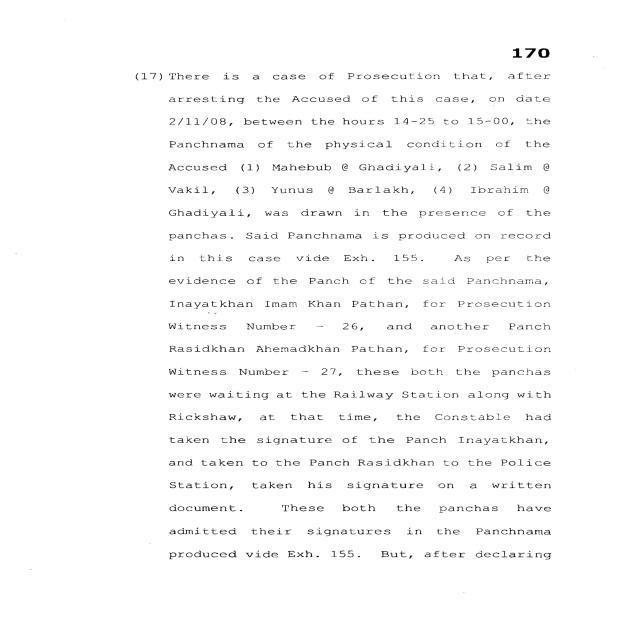 170
(17) There is a case of Prosecution that, after
arresting the Accused of this case, on date
2/11/08, between the hours 14-25 to 15-00, the
Panchnama of the physical condition of the
Accused (1) Mahebub @ Ghadiyali, (2) Salim @
Vakil, (3) Yunus @ Barlakh, (4) Ibrahim @
Ghadiyali, was drawn in the presence of the
panchas. Said Panchnama is produced on record
in this case vide Exh. 155. As per the
evidence of the Panch of the said Panchnama,
Inayatkhan Imam Khan Pathan, for Prosecution
Witness Number - 26, and another Panch
Rasidkhan Ahemadkhan Pathan, for Prosecution
Witness Number - 27, these both the panchas
were waiting at the Railway Station along with
Rickshaw, at that time, the Constable had
taken the signature of the Panch Inayatkhan,
and taken to the Panch Rasidkhan to the Police
Station, taken his signature on a written
document. These both the panchas have
admitted their signatures in the Panchnama
produced vide Exh. 155. But, after declaring